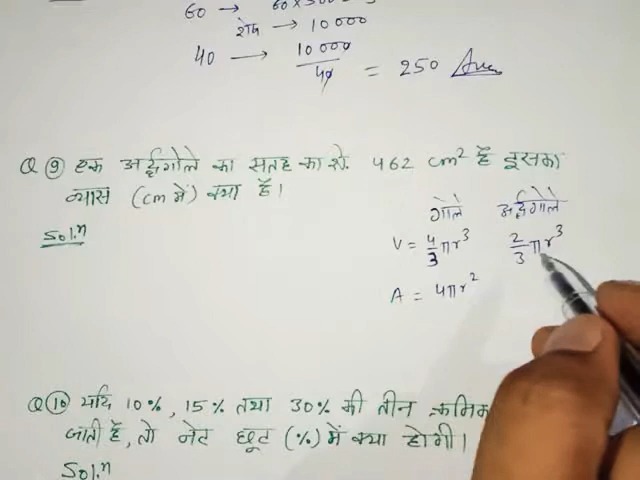 60 →
शेष → 10000
40 → 10000/40 = 250 Ans
Q ⑨ एक अर्द्धगोले का सतह का क्षे. 462 cm² है इसका
व्यास (cm में) क्या है।
Sol.ⁿ
गोले अर्द्धगोले
V = 4/3 πr³ 2/3 πr³
A = 4πr²
Q ⑩ यदि 10%, 15% तथा 30% की तीन क्रमिक
जाती है, तो नेट छूट (%) में क्या होगी।
Sol.ⁿ